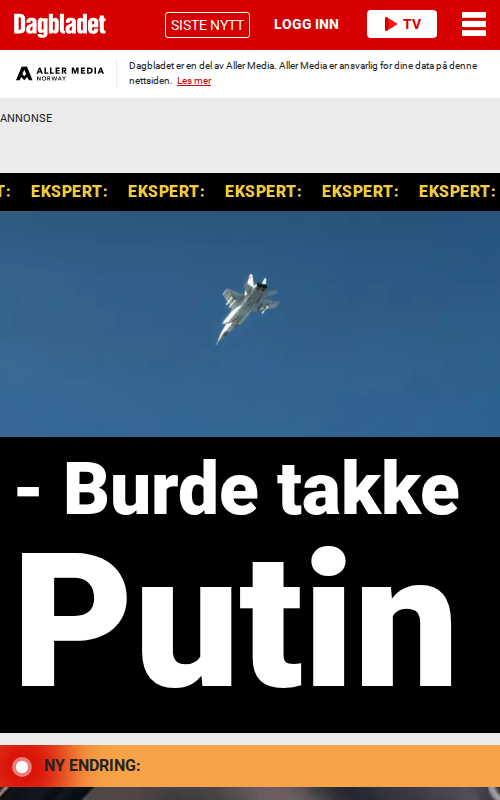 Dagbladet
SISTE NYTT
LOGG INN
TV
ALLER MEDIA
NORWAY
Dagbladet er en del av Aller Media. Aller Media er ansvarlig for dine data på denne
nettsiden. Les mer
ANNONSE
T: EKSPERT: EKSPERT: EKSPERT: EKSPERT: EKSPERT:
- Burde takke
Putin
NY ENDRING: